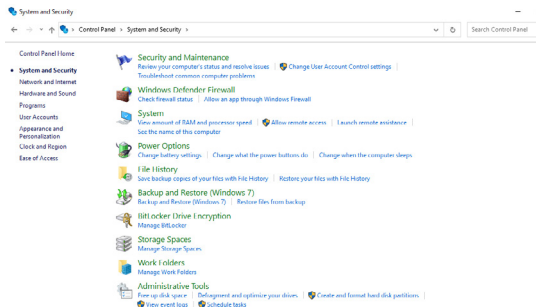 System and Security
Control Panel > System and Security >
Search Control Panel
Control Panel Home
System and Security
Network and Internet
Hardware and Sound
Programs
User Accounts
Appearance and
Personalization
Clock and Region
Ease of Access
Security and Maintenance
Review your computer's status and resolve issues | Change User Account Control settings |
Troubleshoot common computer problems
Windows Defender Firewall
Check firewall status | Allow an app through Windows Firewall
System
View amount of RAM and processor speed | Allow remote access | Launch remote assistance |
See the name of this computer
Power Options
Change battery settings | Change what the power buttons do | Change when the computer sleeps
File History
Save backup copies of your files with File History | Restore your files with File History
Backup and Restore (Windows 7)
Backup and Restore (Windows 7) | Restore files from backup
BitLocker Drive Encryption
Manage BitLocker
Storage Spaces
Manage Storage Spaces
Work Folders
Manage Work Folders
Administrative Tools
Free up disk space | Defragment and optimize your drives | Create and format hard disk partitions |
View event logs | Schedule tasks